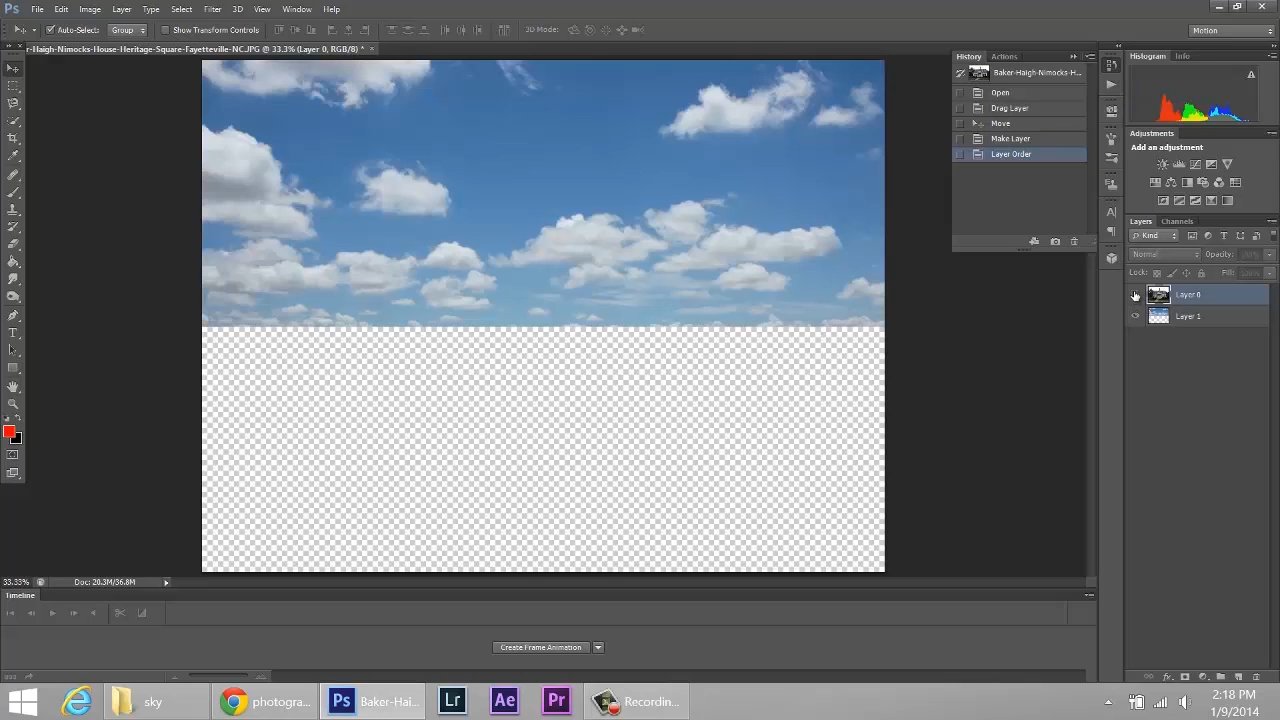 Ps File Edit Image Layer Type Select Filter 3D View Window Help
Auto-Select: Group Show Transform Controls 3D Mode: Motion
r-Haigh-Nimocks-House-Heritage-Square-Fayetteville-NC.JPG @ 33.3% (Layer 0, RGB/8) * ×
History Actions
Baker-Haigh-Nimocks-H...
Open
Drag Layer
Move
Make Layer
Layer Order
Histogram Info
Adjustments
Add an adjustment
Layers Channels
Kind
Normal Opacity:
Lock: Fill:
Layer 0
Layer 1
33.33% Doc: 20.3M/36.8M
Timeline
Create Frame Animation
sky photogra... Ps Baker-Hai... Lr Ae Pr Recordin...
2:18 PM
1/9/2014